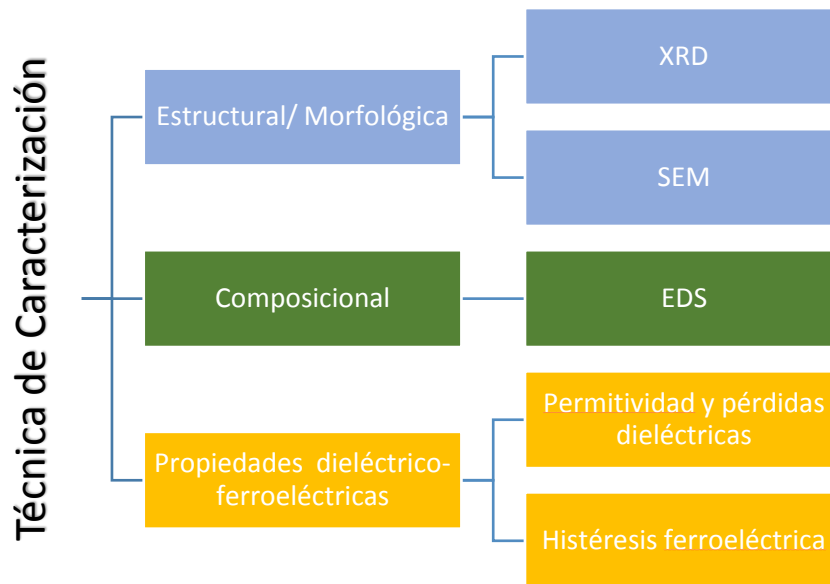 Técnica de Caracterización
Estructural/ Morfológica
XRD
SEM
Composicional
EDS
Propiedades dieléctrico-
ferroeléctricas
Permitividad y pérdidas
dieléctricas
Histéresis ferroeléctrica